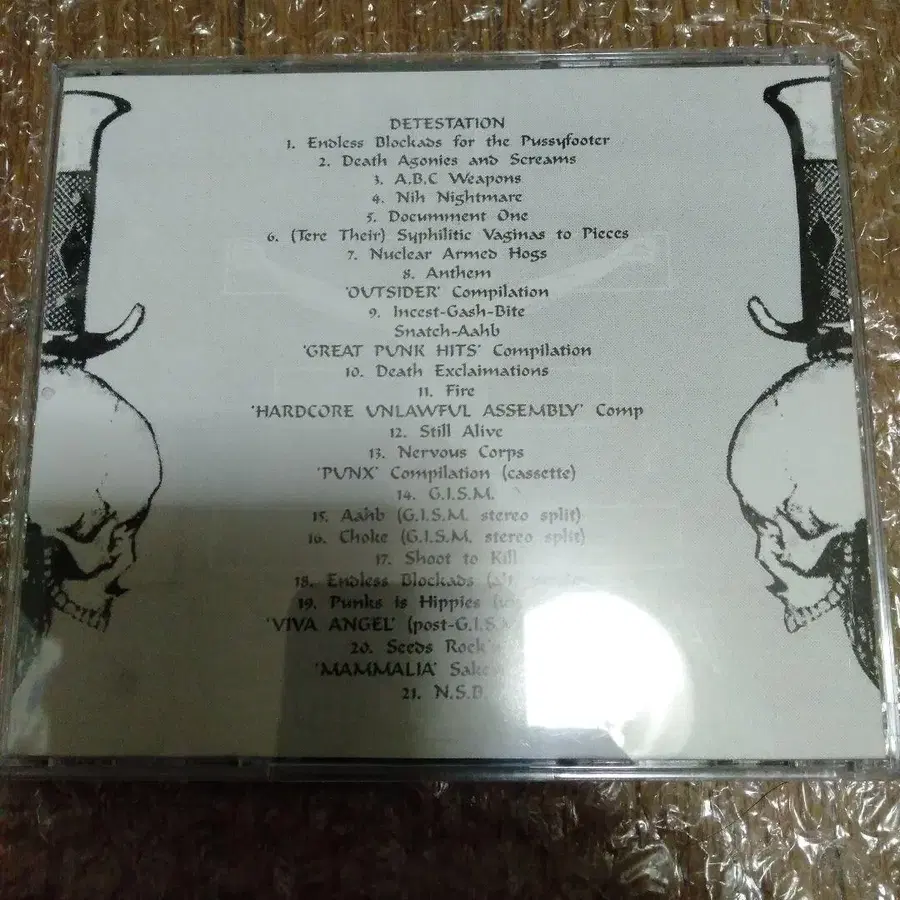 DETESTATION
1. Endless Blockads for the Pussyfooter
2. Death Agonies and Screams
3. A.B.C Weapons
4. Nih Nightmare
5. Documment One
6. (Tere Their) Syphilitic Vaginas to Pieces
7. Nuclear Armed Hogs
8. Anthem
'OUTSIDER' Compilation
9. Incest-Gash-Bite
Snatch-Aahb
'GREAT PUNK HITS' Compilation
10. Death Exclaimations
11. Fire
'HARDCORE UNLAWFUL ASSEMBLY' Comp
12. Still Alive
13. Nervous Corps
'PUNX' Compilation (cassette)
14. G.I.S.M.
15. Aahb (G.I.S.M. stereo split)
16. Choke (G.I.S.M. stereo split)
17. Shoot to Kill
18. Endless Blockads
19. Punks is Hippies
'VIVA ANGEL' (post-G.I.S.M
20. Seeds Rock
'MAMMALIA'
21. N.S.B.